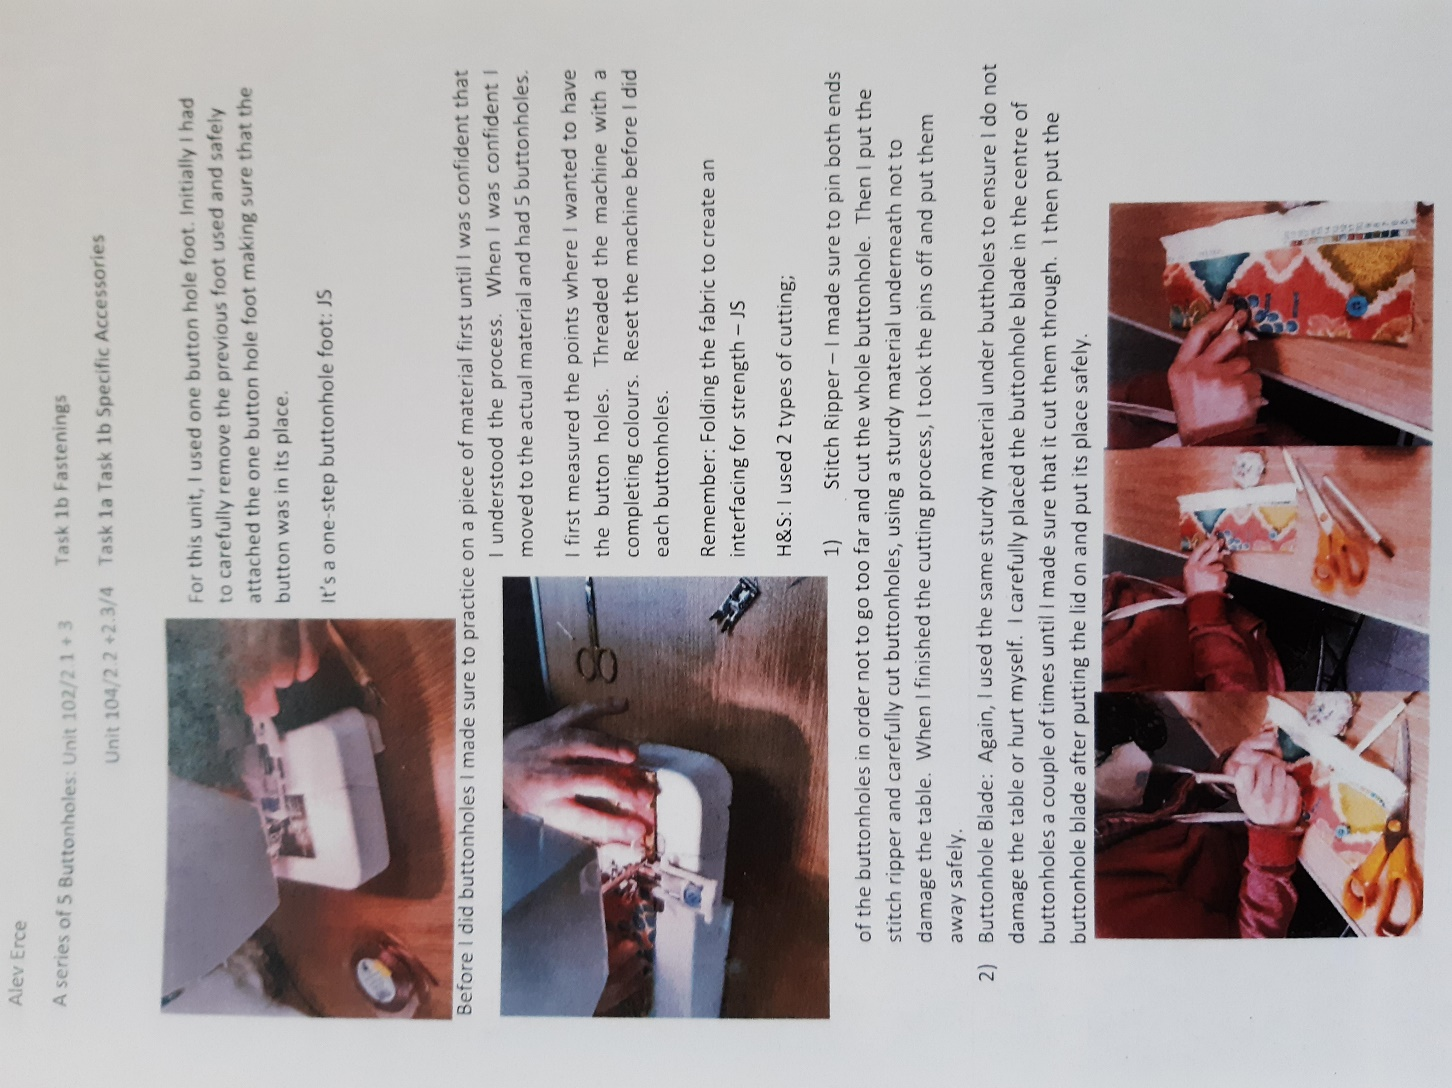 Alev Erce
A series of 5 Buttonholes: Unit 102/2.1 + 3 Task 1b Fastenings
Unit 104/2.2 +2.3/4 Task 1a Task 1b Specific Accessories
For this unit, I used one button hole foot. Initially I had
to carefully remove the previous foot used and safely
attached the one button hole foot making sure that the
button was in its place.
It's a one-step buttonhole foot: JS
Before I did buttonholes I made sure to practice on a piece of material first until I was confident that
I understood the process. When I was confident I
moved to the actual material and had 5 buttonholes.
I first measured the points where I wanted to have
the button holes. Threaded the machine with a
completing colours. Reset the machine before I did
each buttonholes.
Remember: Folding the fabric to create an
interfacing for strength – JS
H&S: I used 2 types of cutting;
1) Stitch Ripper – I made sure to pin both ends
of the buttonholes in order not to go too far and cut the whole buttonhole. Then I put the
stitch ripper and carefully cut buttonholes, using a sturdy material underneath not to
damage the table. When I finished the cutting process, I took the pins off and put them
away safely.
2) Buttonhole Blade: Again, I used the same sturdy material under buttholes to ensure I do not
damage the table or hurt myself. I carefully placed the buttonhole blade in the centre of
buttonholes a couple of times until I made sure that it cut them through. I then put the
buttonhole blade after putting the lid on and put its place safely.